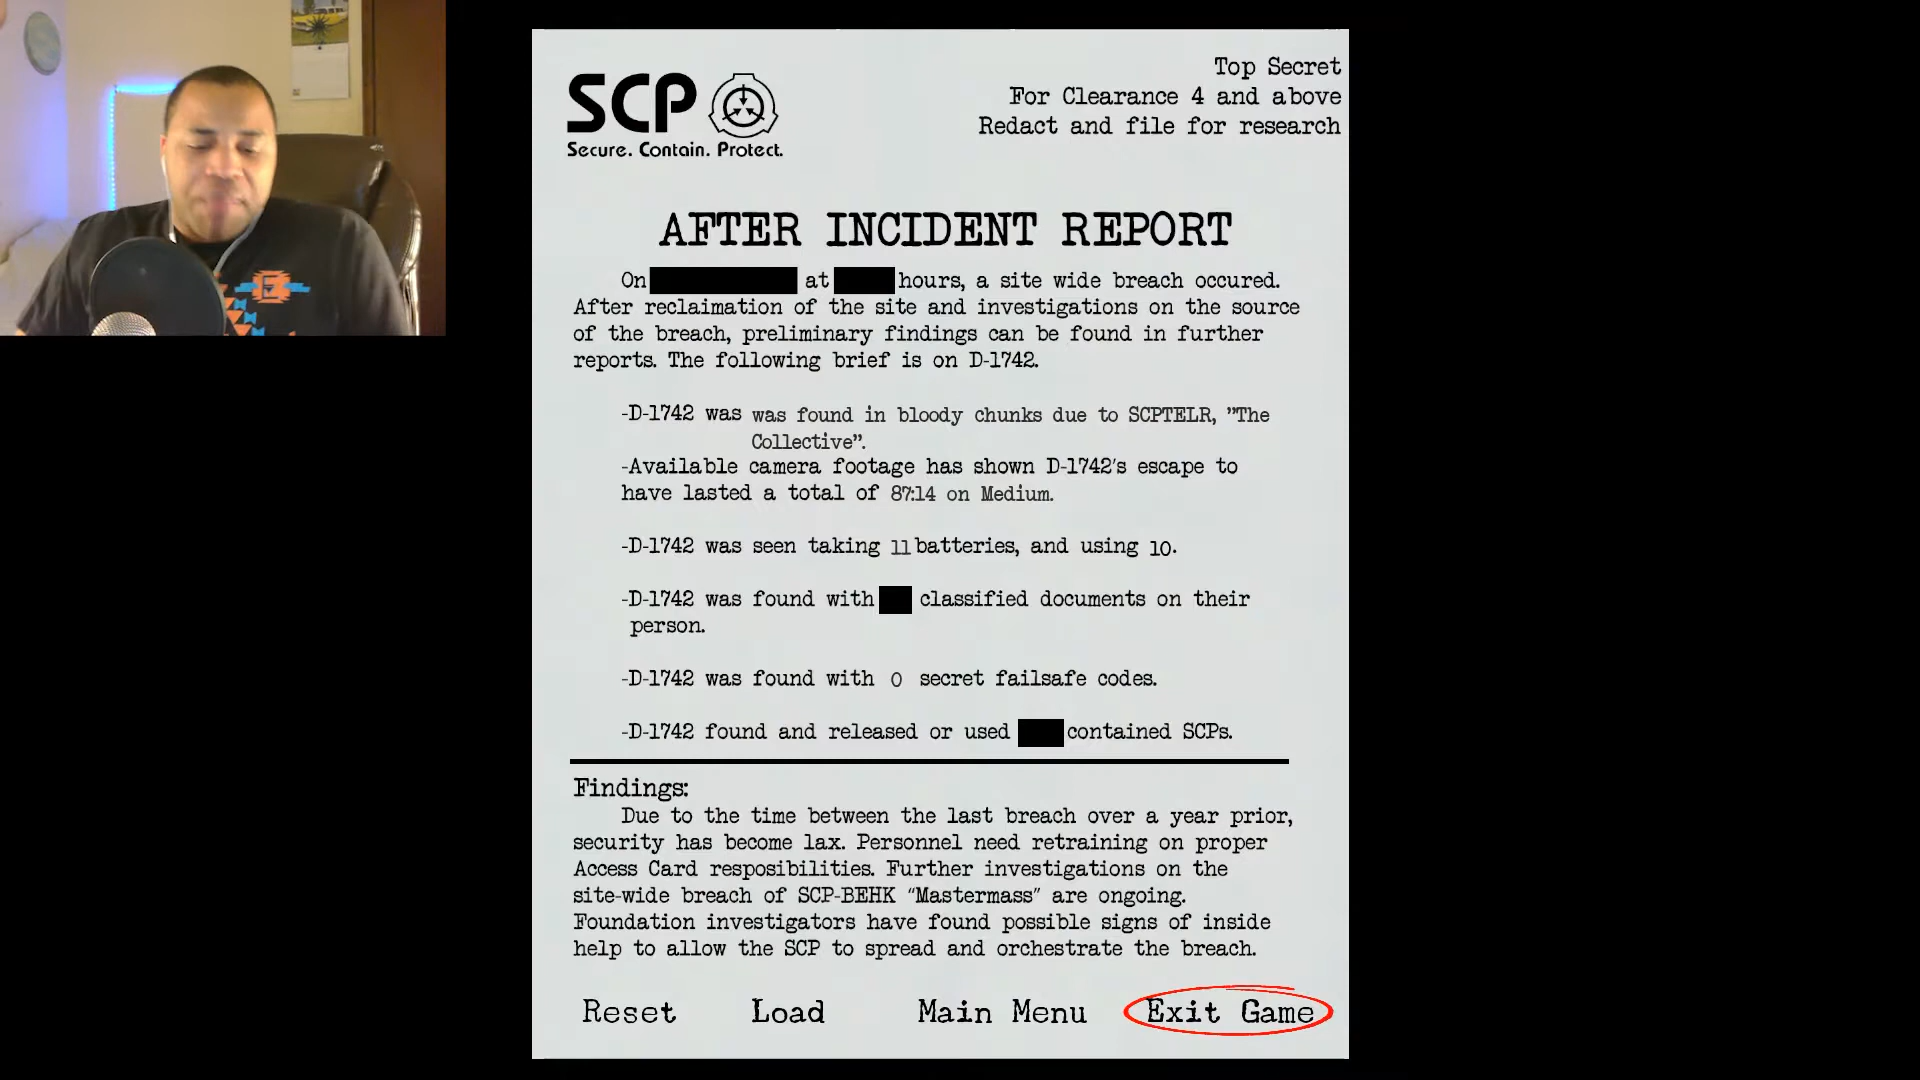 SCP
Secure. Contain. Protect.
Top Secret
For Clearance 4 and above
Redact and file for research
AFTER INCIDENT REPORT
On at hours, a site wide breach occured.
After reclaimation of the site and investigations on the source
of the breach, preliminary findings can be found in further
reports. The following brief is on D-1742.
-D-1742 was was found in bloody chunks due to SCPTELR, "The
Collective".
-Available camera footage has shown D-1742's escape to
have lasted a total of 87:14 on Medium.
-D-1742 was seen taking 11 batteries, and using 10.
-D-1742 was found with classified documents on their
person.
-D-1742 was found with 0 secret failsafe codes.
-D-1742 found and released or used contained SCPs.
Findings:
Due to the time between the last breach over a year prior,
security has become lax. Personnel need retraining on proper
Access Card resposibilities. Further investigations on the
site-wide breach of SCP-BEHK "Mastermass" are ongoing.
Foundation investigators have found possible signs of inside
help to allow the SCP to spread and orchestrate the breach.
Reset Load Main Menu Exit Game